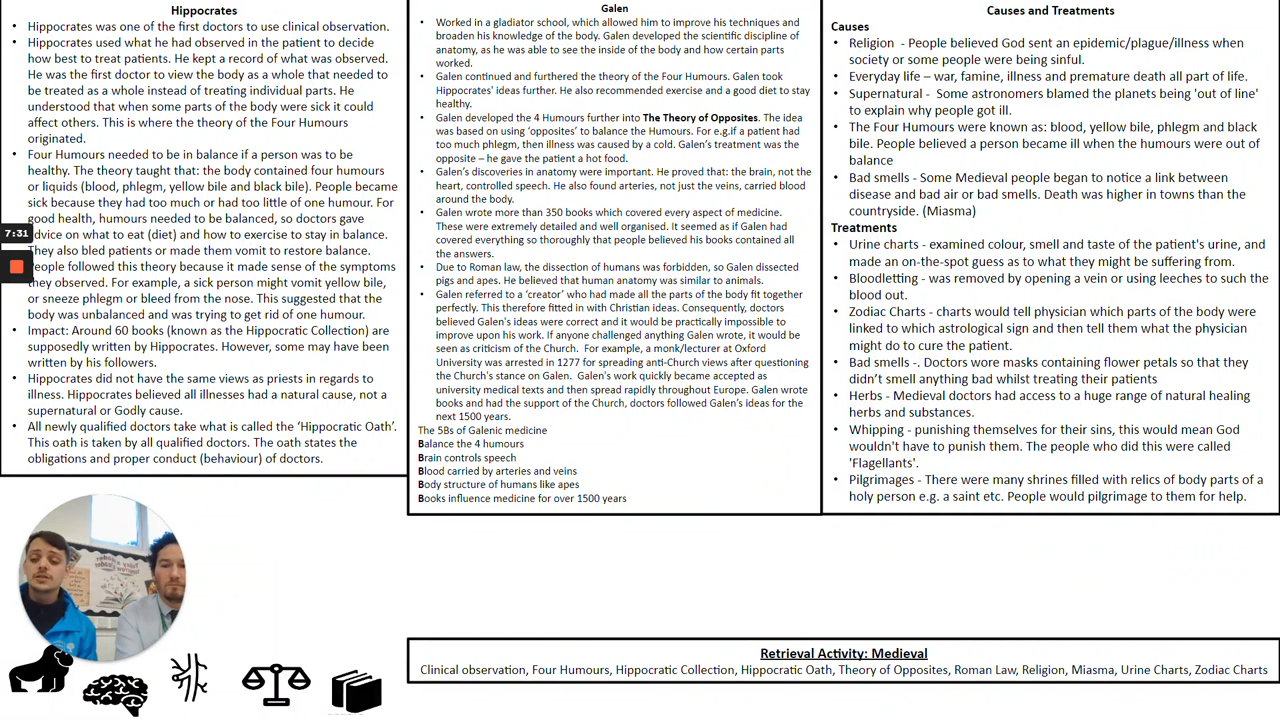 Hippocrates
• Hippocrates was one of the first doctors to use clinical observation.
• Hippocrates used what he had observed in the patient to decide
how best to treat patients. He kept a record of what was observed.
He was the first doctor to view the body as a whole that needed to
be treated as a whole instead of treating individual parts. He
understood that when some parts of the body were sick it could
affect others. This is where the theory of the Four Humours
originated.
• Four Humours needed to be in balance if a person was to be
healthy. The theory taught that: the body contained four humours
or liquids (blood, phlegm, yellow bile and black bile). People became
sick because they had too much or had too little of one humour. For
good health, humours needed to be balanced, so doctors gave
advice on what to eat (diet) and how to exercise to stay in balance.
They also bled patients or made them vomit to restore balance.
People followed this theory because it made sense of the symptoms
they observed. For example, a sick person might vomit yellow bile,
or sneeze phlegm or bleed from the nose. This suggested that the
body was unbalanced and was trying to get rid of one humour.
• Impact: Around 60 books (known as the Hippocratic Collection) are
supposedly written by Hippocrates. However, some may have been
written by his followers.
• Hippocrates did not have the same views as priests in regards to
illness. Hippocrates believed all illnesses had a natural cause, not a
supernatural or Godly cause.
• All newly qualified doctors take what is called the ‘Hippocratic Oath’.
This oath is taken by all qualified doctors. The oath states the
obligations and proper conduct (behaviour) of doctors.
7:31
Galen
• Worked in a gladiator school, which allowed him to improve his techniques and
broaden his knowledge of the body. Galen developed the scientific discipline of
anatomy, as he was able to see the inside of the body and how certain parts
worked.
• Galen continued and furthered the theory of the Four Humours. Galen took
Hippocrates' ideas further. He also recommended exercise and a good diet to stay
healthy.
• Galen developed the 4 Humours further into The Theory of Opposites. The idea
was based on using ‘opposites’ to balance the Humours. For e.g.if a patient had
too much phlegm, then illness was caused by a cold. Galen’s treatment was the
opposite – he gave the patient a hot food.
• Galen’s discoveries in anatomy were important. He proved that: the brain, not the
heart, controlled speech. He also found arteries, not just the veins, carried blood
around the body.
• Galen wrote more than 350 books which covered every aspect of medicine.
These were extremely detailed and well organised. It seemed as if Galen had
covered everything so thoroughly that people believed his books contained all
the answers.
• Due to Roman law, the dissection of humans was forbidden, so Galen dissected
pigs and apes. He believed that human anatomy was similar to animals.
• Galen referred to a ‘creator’ who had made all the parts of the body fit together
perfectly. This therefore fitted in with Christian ideas. Consequently, doctors
believed Galen's ideas were correct and it would be practically impossible to
improve upon his work. If anyone challenged anything Galen wrote, it would be
seen as criticism of the Church. For example, a monk/lecturer at Oxford
University was arrested in 1277 for spreading anti-Church views after questioning
the Church's stance on Galen. Galen's work quickly became accepted as
university medical texts and then spread rapidly throughout Europe. Galen wrote
books and had the support of the Church, doctors followed Galen’s ideas for the
next 1500 years.
The 5Bs of Galenic medicine
Balance the 4 humours
Brain controls speech
Blood carried by arteries and veins
Body structure of humans like apes
Books influence medicine for over 1500 years
Causes and Treatments
Causes
• Religion - People believed God sent an epidemic/plague/illness when
society or some people were being sinful.
• Everyday life – war, famine, illness and premature death all part of life.
• Supernatural - Some astronomers blamed the planets being 'out of line'
to explain why people got ill.
• The Four Humours were known as: blood, yellow bile, phlegm and black
bile. People believed a person became ill when the humours were out of
balance
• Bad smells - Some Medieval people began to notice a link between
disease and bad air or bad smells. Death was higher in towns than the
countryside. (Miasma)
Treatments
• Urine charts - examined colour, smell and taste of the patient's urine, and
made an on-the-spot guess as to what they might be suffering from.
• Bloodletting - was removed by opening a vein or using leeches to such the
blood out.
• Zodiac Charts - charts would tell physician which parts of the body were
linked to which astrological sign and then tell them what the physician
might do to cure the patient.
• Bad smells -. Doctors wore masks containing flower petals so that they
didn’t smell anything bad whilst treating their patients
• Herbs - Medieval doctors had access to a huge range of natural healing
herbs and substances.
• Whipping - punishing themselves for their sins, this would mean God
wouldn't have to punish them. The people who did this were called
'Flagellants'.
• Pilgrimages - There were many shrines filled with relics of body parts of a
holy person e.g. a saint etc. People would pilgrimage to them for help.
Retrieval Activity: Medieval
Clinical observation, Four Humours, Hippocratic Collection, Hippocratic Oath, Theory of Opposites, Roman Law, Religion, Miasma, Urine Charts, Zodiac Charts